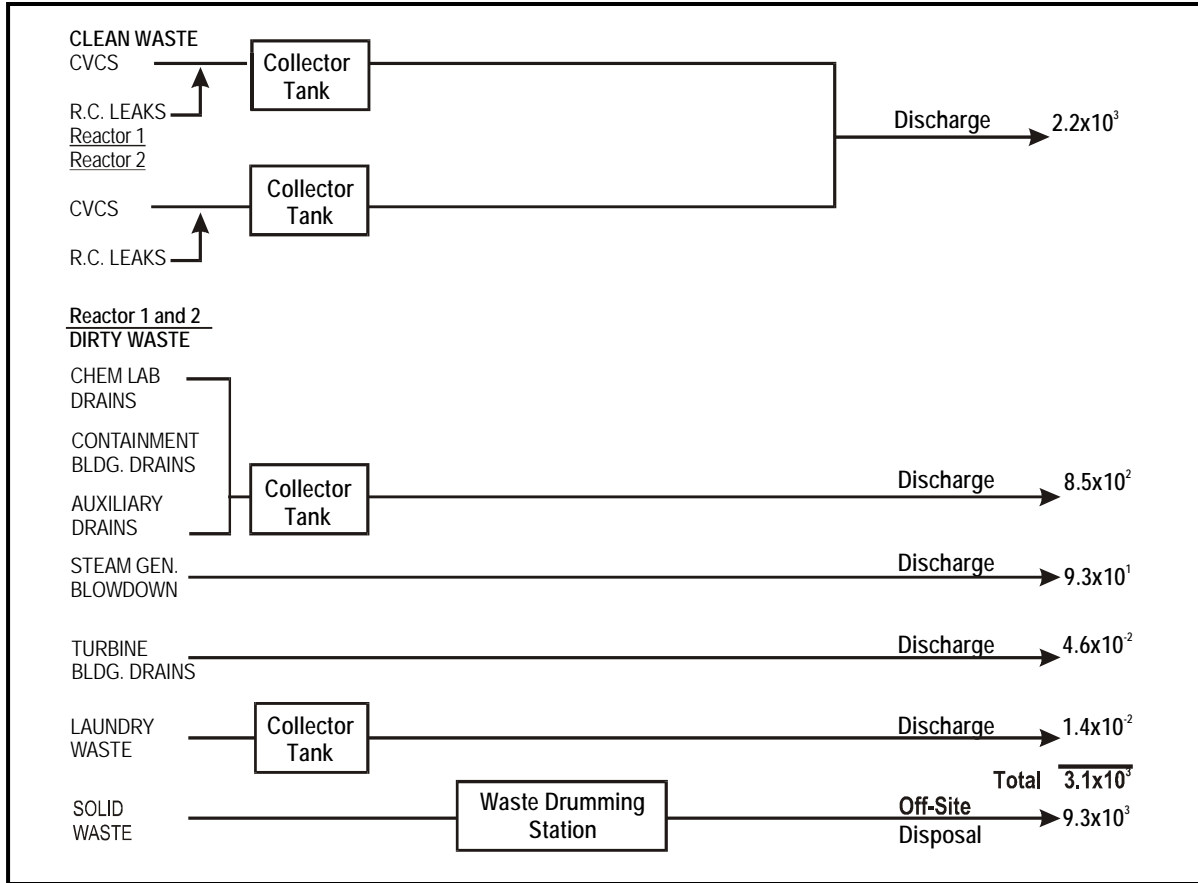 CLEAN WASTE
CVCS
Collector
Tank
R.C. LEAKS
Reactor 1
Reactor 2
Discharge
2.2x10³
CVCS
Collector
Tank
R.C. LEAKS
Reactor 1 and 2
DIRTY WASTE
CHEM LAB
DRAINS
CONTAINMENT
BLDG. DRAINS
AUXILIARY
DRAINS
Collector
Tank
Discharge
8.5x10²
STEAM GEN.
BLOWDOWN
Discharge
9.3x10¹
TURBINE
BLDG. DRAINS
Discharge
4.6x10⁻²
LAUNDRY
WASTE
Collector
Tank
Discharge
1.4x10⁻²
Total 3.1x10³
SOLID
WASTE
Waste Drumming
Station
Off-Site
Disposal
9.3x10³